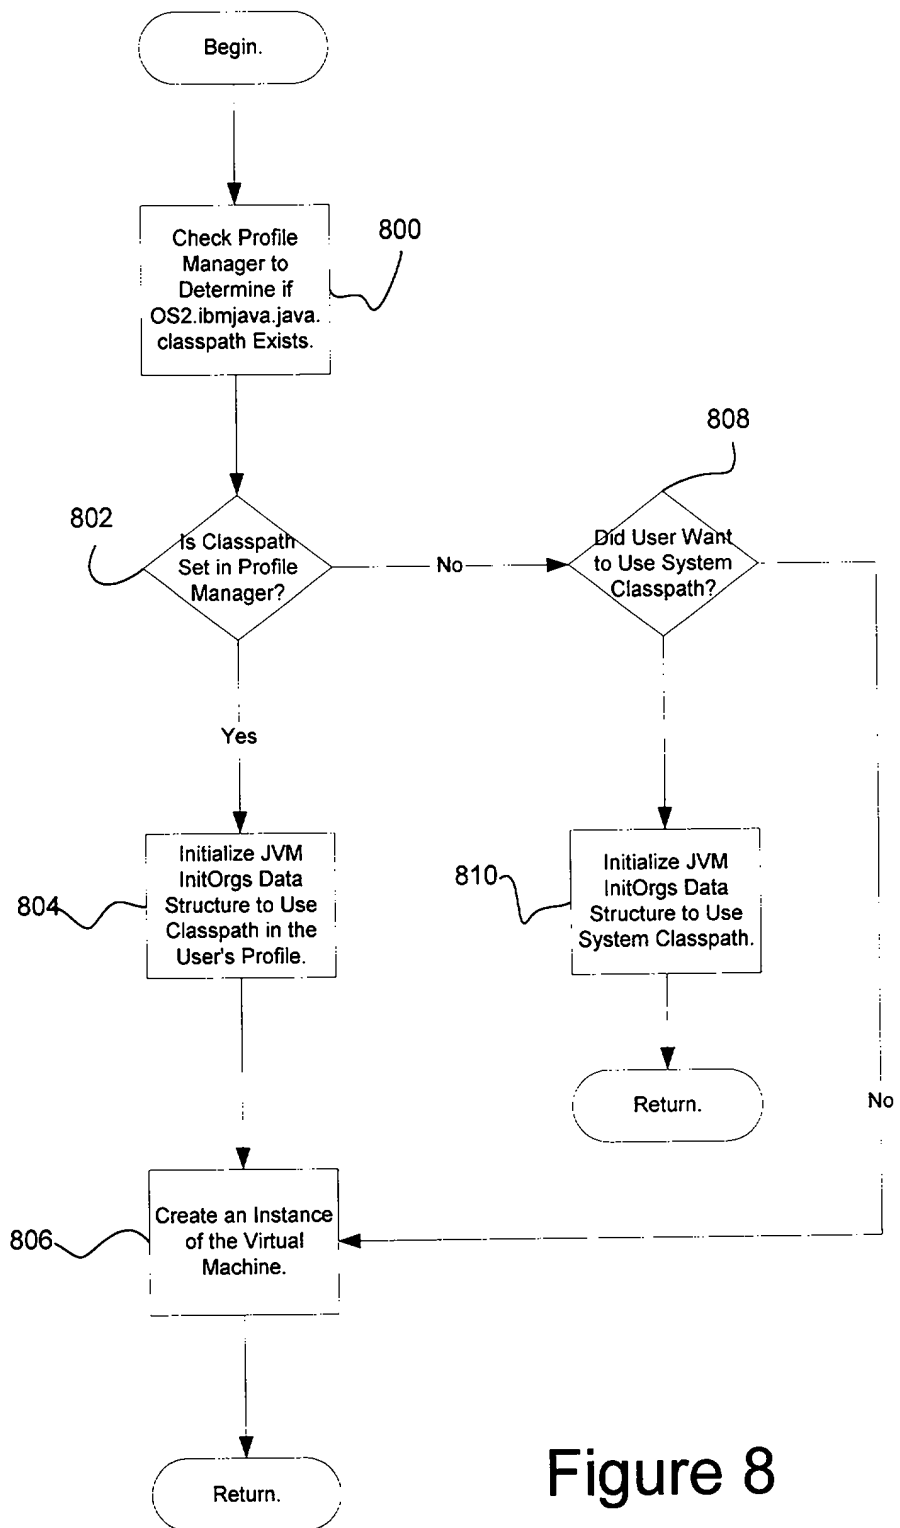 Begin.
Check Profile
Manager to
Determine if
OS2.ibmjava.java.
classpath Exists.
800
802
Is Classpath
Set in Profile
Manager?
No
808
Did User Want
to Use System
Classpath?
Yes
804
Initialize JVM
InitOrgs Data
Structure to Use
Classpath in the
User's Profile.
810
Initialize JVM
InitOrgs Data
Structure to Use
System Classpath.
Return.
No
806
Create an Instance
of the Virtual
Machine.
Return.
Figure 8